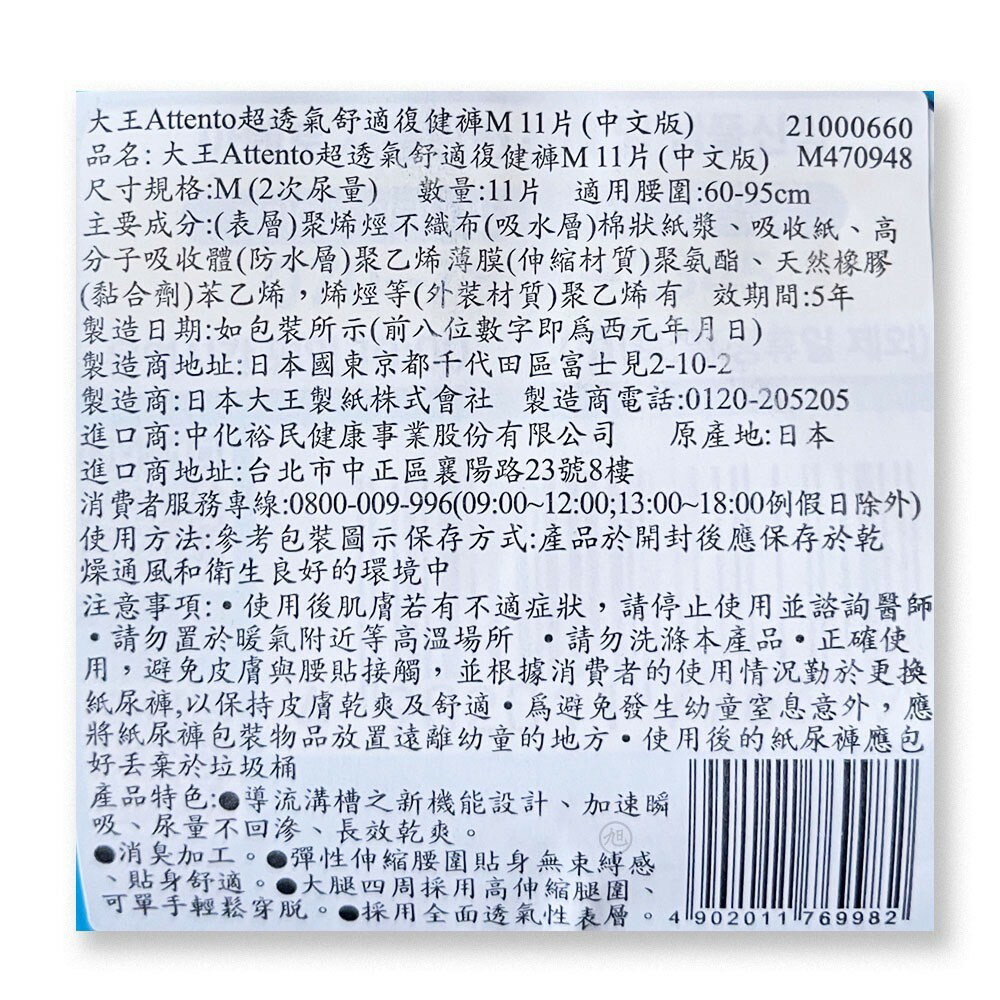 大王Attento超透氣舒適復健褲M 11片 (中文版) 21000660
品名: 大王Attento超透氣舒適復健褲M 11片 (中文版) M470948
尺寸規格:M (2次尿量) 數量:11片 適用腰圍:60-95cm
主要成分:(表層)聚烯烴不織布(吸水層)棉狀紙漿、吸收紙、高
分子吸收體(防水層)聚乙烯薄膜(伸縮材質)聚氨酯、天然橡膠
(黏合劑)苯乙烯，烯烴等(外裝材質)聚乙烯有 效期間:5年
製造日期:如包裝所示(前八位數字即爲西元年月日)
製造商地址:日本國東京都千代田區富士見2-10-2
製造商:日本大王製紙株式會社 製造商電話:0120-205205
進口商:中化裕民健康事業股份有限公司 原產地:日本
進口商地址:台北市中正區襄陽路23號8樓
消費者服務專線:0800-009-996(09:00~12:00;13:00~18:00例假日除外)
使用方法:參考包裝圖示保存方式:產品於開封後應保存於乾
燥通風和衛生良好的環境中
注意事項:•使用後肌膚若有不適症狀，請停止使用並諮詢醫師
•請勿置於暖氣附近等高溫場所 •請勿洗滌本產品•正確使
用，避免皮膚與腰貼接觸，並根據消費者的使用情況勤於更換
紙尿褲,以保持皮膚乾爽及舒適•爲避免發生幼童窒息意外，應
將紙尿褲包裝物品放置遠離幼童的地方•使用後的紙尿褲應包
好丟棄於垃圾桶
產品特色:●導流溝槽之新機能設計、加速瞬
吸、尿量不回滲、長效乾爽。
旭
●消臭加工。●彈性伸縮腰圍貼身無束縛感
、貼身舒適。●大腿四周採用高伸縮腿圍、
可單手輕鬆穿脫。●採用全面透氣性表層。
4 902011 769982